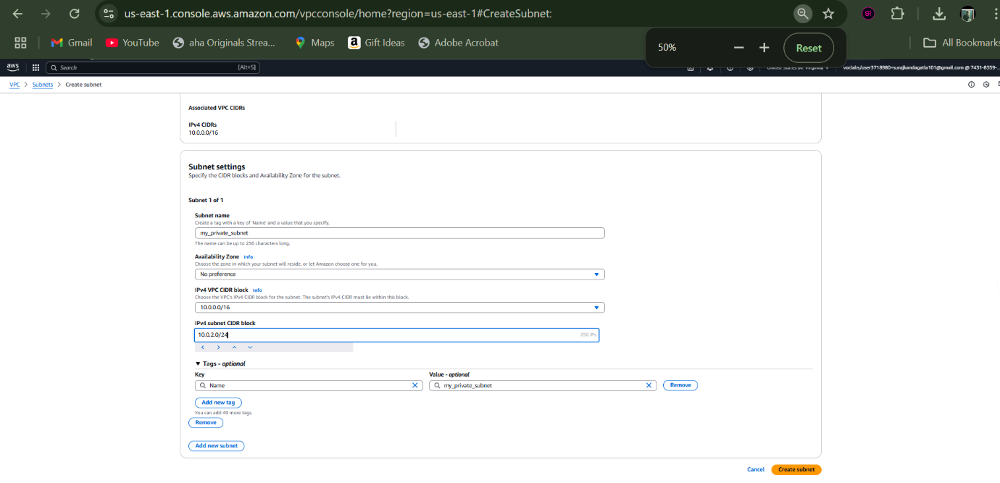 us-east-1.console.aws.amazon.com/vpcconsole/home?region=us-east-1#CreateSubnet:
Gmail YouTube aha Originals Strea... Maps Gift Ideas Adobe Acrobat All Bookmarks
50% Reset
aws Search [Alt+S] voclabs/user3718980=surajkandagatla101@gmail.com @ 7431-8559-...
VPC > Subnets > Create subnet
Associated VPC CIDRs
IPv4 CIDRs
10.0.0.0/16
Subnet settings
Specify the CIDR blocks and Availability Zone for the subnet.
Subnet 1 of 1
Subnet name
Create a tag with a key of 'Name' and a value that you specify.
my_private_subnet
The name can be up to 256 characters long.
Availability Zone Info
Choose the zone in which your subnet will reside, or let Amazon choose one for you.
No preference
IPv4 VPC CIDR block Info
Choose the VPC's IPv4 CIDR block for the subnet. The subnet's IPv4 CIDR must lie within this block.
10.0.0.0/16
IPv4 subnet CIDR block
10.0.2.0/24 256 IPs
Tags - optional
Key Value - optional
Name my_private_subnet Remove
Add new tag
You can add 49 more tags.
Remove
Add new subnet
Cancel Create subnet